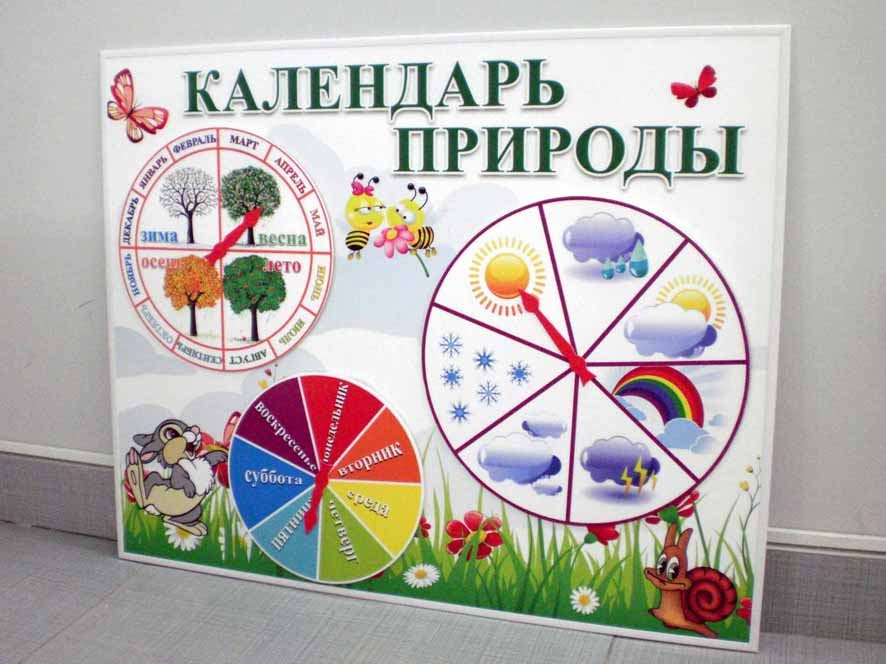 КАЛЕНДАРЬ
ПРИРОДЫ
ЯНВАРЬ
ФЕВРАЛЬ
МАРТ
АПРЕЛЬ
МАЙ
ИЮНЬ
ИЮЛЬ
АВГУСТ
СЕНТЯБРЬ
ОКТЯБРЬ
НОЯБРЬ
ДЕКАБРЬ
зима
весна
осень
лето
понедельник
вторник
среда
четверг
пятница
суббота
воскресенье